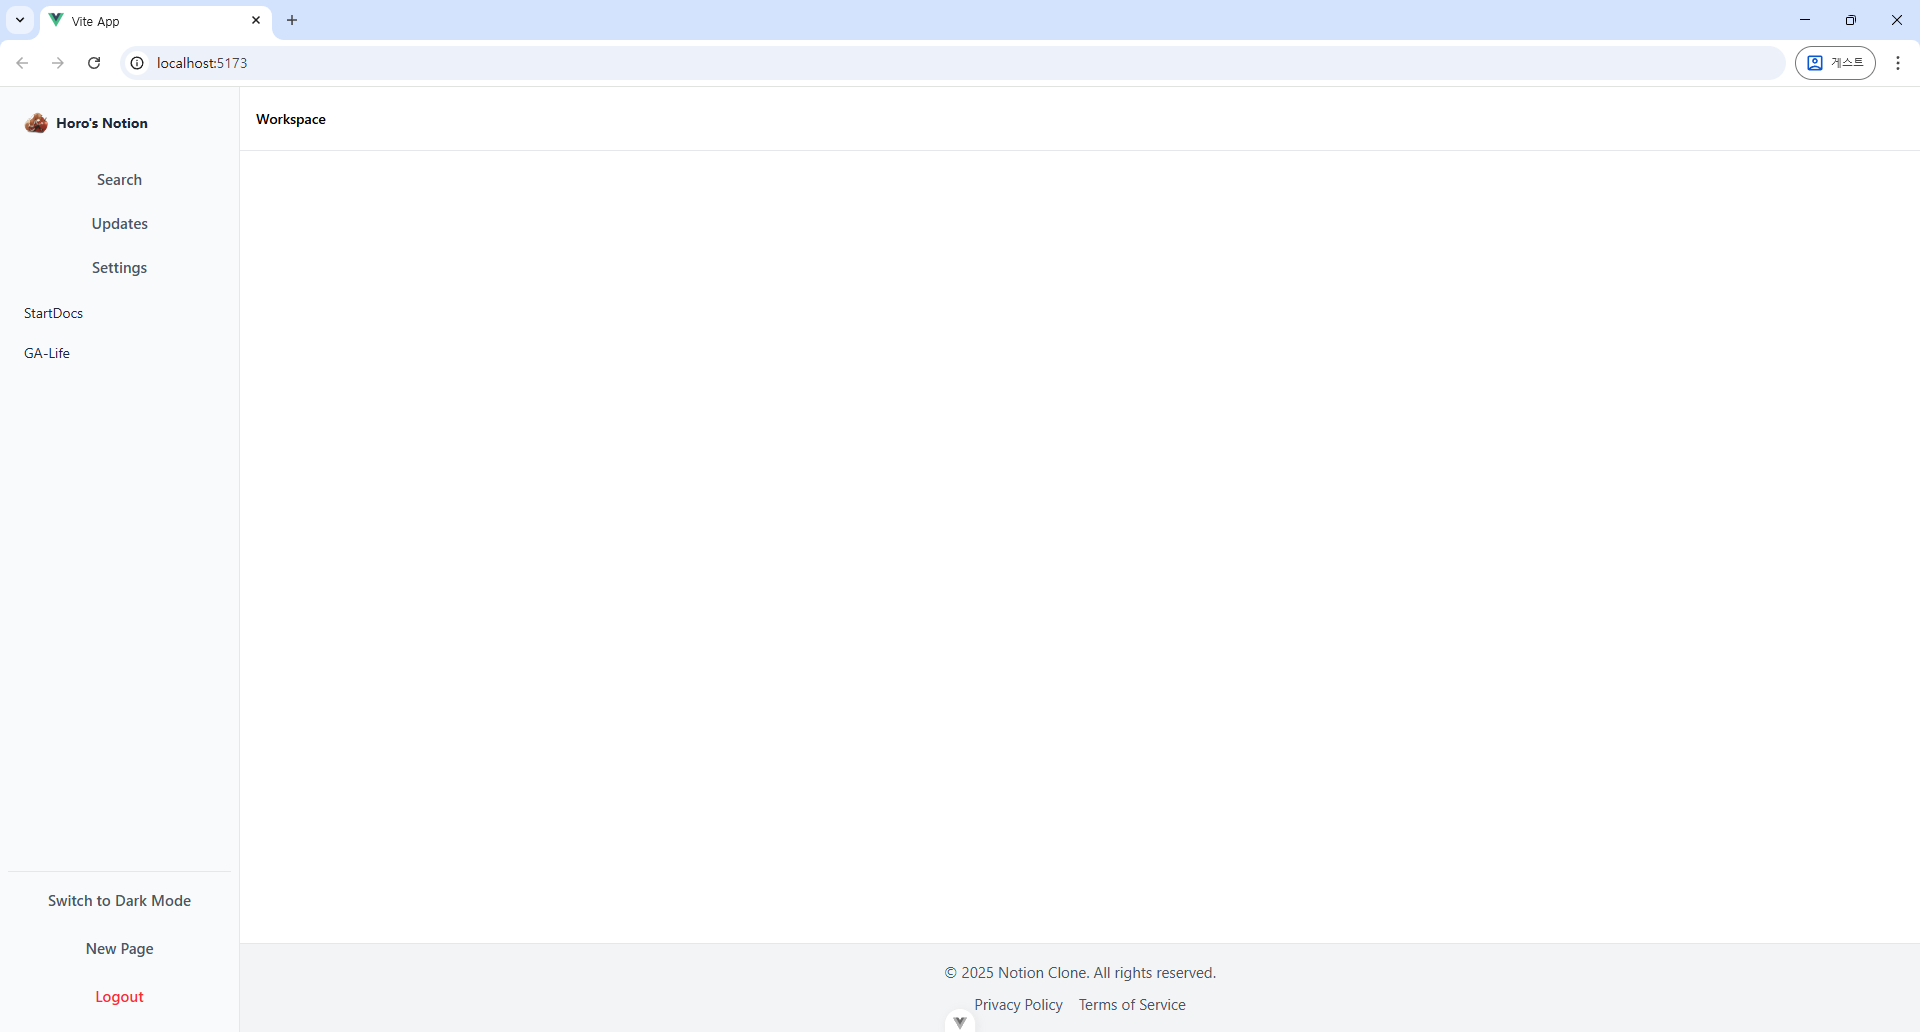 Vite App
localhost:5173
게스트
Horo's Notion
Workspace
Search
Updates
Settings
StartDocs
GA-Life
Switch to Dark Mode
New Page
Logout
© 2025 Notion Clone. All rights reserved.
Privacy Policy Terms of Service